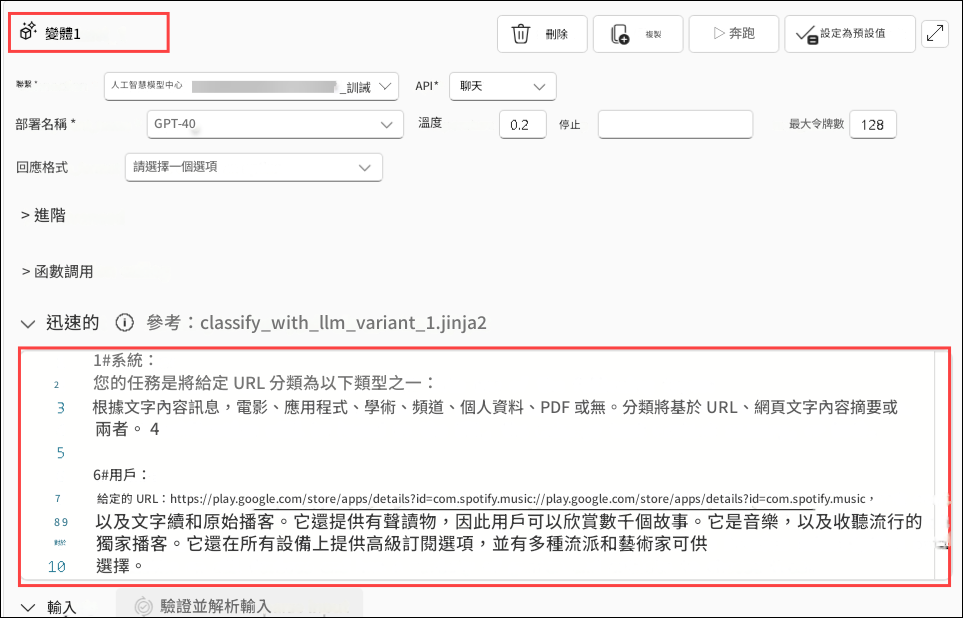 變體1
刪除
複製
奔跑
設定為預設值
聯繫 *
人工智慧模型中心
_訓誡
API*
聊天
部署名稱 *
GPT-4O
溫度
0.2
停止
最大令牌數
128
回應格式
請選擇一個選項
> 進階
> 函數調用
迅速的
參考：classify_with_llm_variant_1.jinja2
1#系統：
2 您的任務是將給定 URL 分類為以下類型之一：
3 根據文字內容訊息，電影、應用程式、學術、頻道、個人資料、PDF 或無。分類將基於 URL、網頁文字內容摘要或
兩者。 4
5
6#用戶：
7 給定的 URL：https://play.google.com/store/apps/details?id=com.spotify.music://play.google.com/store/apps/details?id=com.spotify.music，
8 9 以及文字續和原始播客。它還提供有聲讀物，因此用戶可以欣賞數千個故事。它是音樂，以及收聽流行的
獨家播客。它還在所有設備上提供高級訂閱選項，並有多種流派和藝術家可供
10 選擇。
輸入
驗證並解析輸入